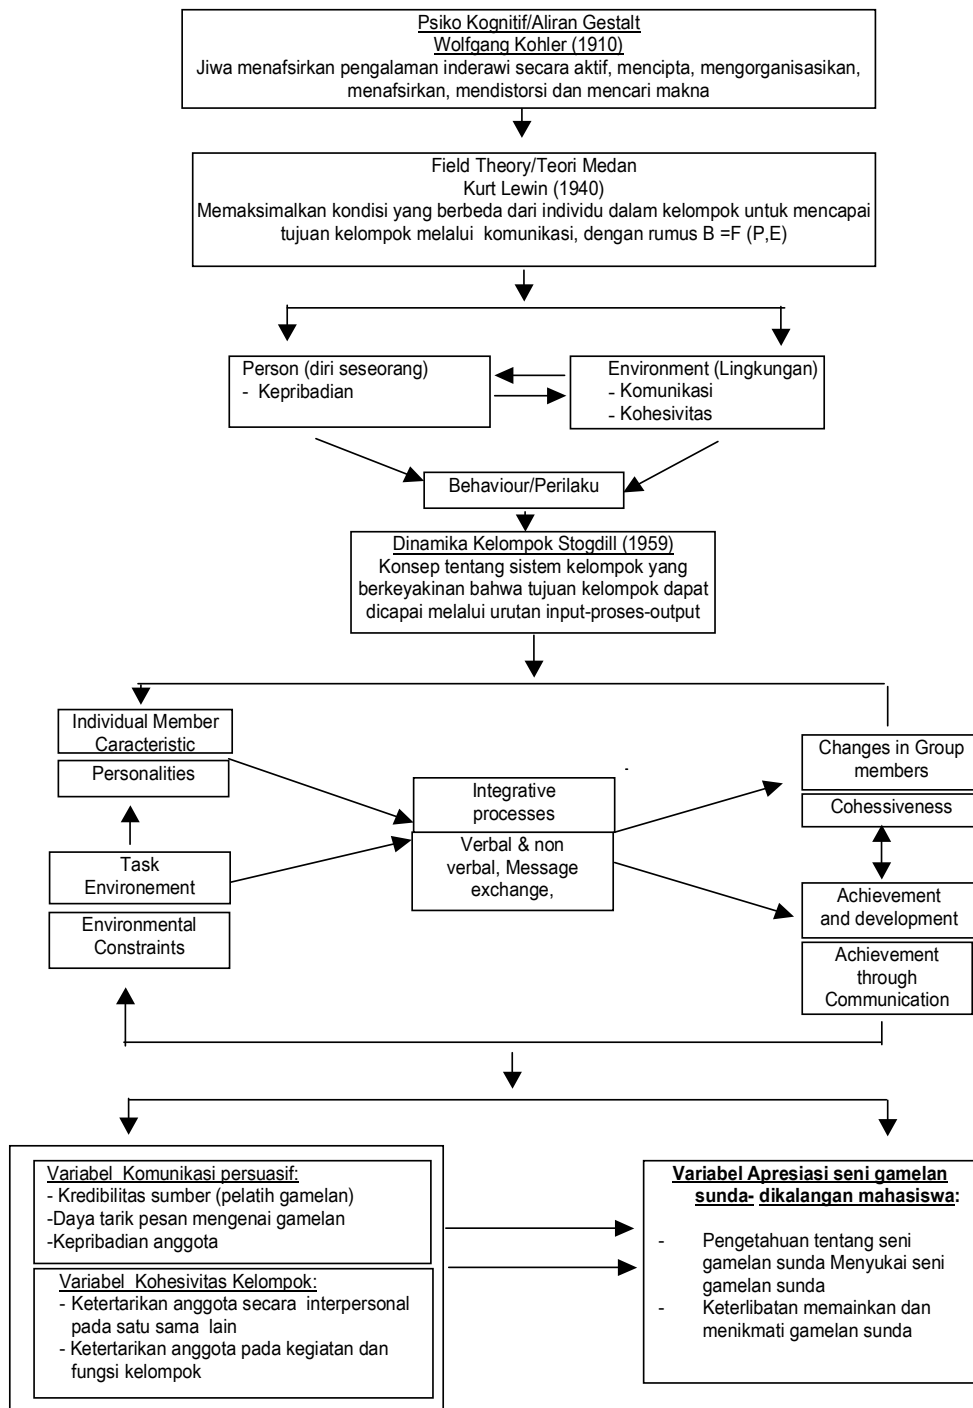 Psiko Kognitif/Aliran Gestalt
Wolfgang Kohler (1910)
Jiwa menafsirkan pengalaman inderawi secara aktif, mencipta, mengorganisasikan,
menafsirkan, mendistorsi dan mencari makna
Field Theory/Teori Medan
Kurt Lewin (1940)
Memaksimalkan kondisi yang berbeda dari individu dalam kelompok untuk mencapai
tujuan kelompok melalui komunikasi, dengan rumus B =F (P,E)
Person (diri seseorang)
- Kepribadian
Environment (Lingkungan)
- Komunikasi
- Kohesivitas
Behaviour/Perilaku
Dinamika Kelompok Stogdill (1959)
Konsep tentang sistem kelompok yang
berkeyakinan bahwa tujuan kelompok dapat
dicapai melalui urutan input-proses-output
Individual Member
Caracteristic
Personalities
Task
Environement
Environmental
Constraints
-
Integrative
processes
Verbal & non
verbal, Message
exchange,
Changes in Group
members
Cohessiveness
Achievement
and development
Achievement
through
Communication
Variabel Komunikasi persuasif:
- Kredibilitas sumber (pelatih gamelan)
-Daya tarik pesan mengenai gamelan
-Kepribadian anggota
Variabel Kohesivitas Kelompok:
- Ketertarikan anggota secara interpersonal
pada satu sama lain
- Ketertarikan anggota pada kegiatan dan
fungsi kelompok
Variabel Apresiasi seni gamelan
sunda- dikalangan mahasiswa:
- Pengetahuan tentang seni
gamelan sunda Menyukai seni
gamelan sunda
- Keterlibatan memainkan dan
menikmati gamelan sunda